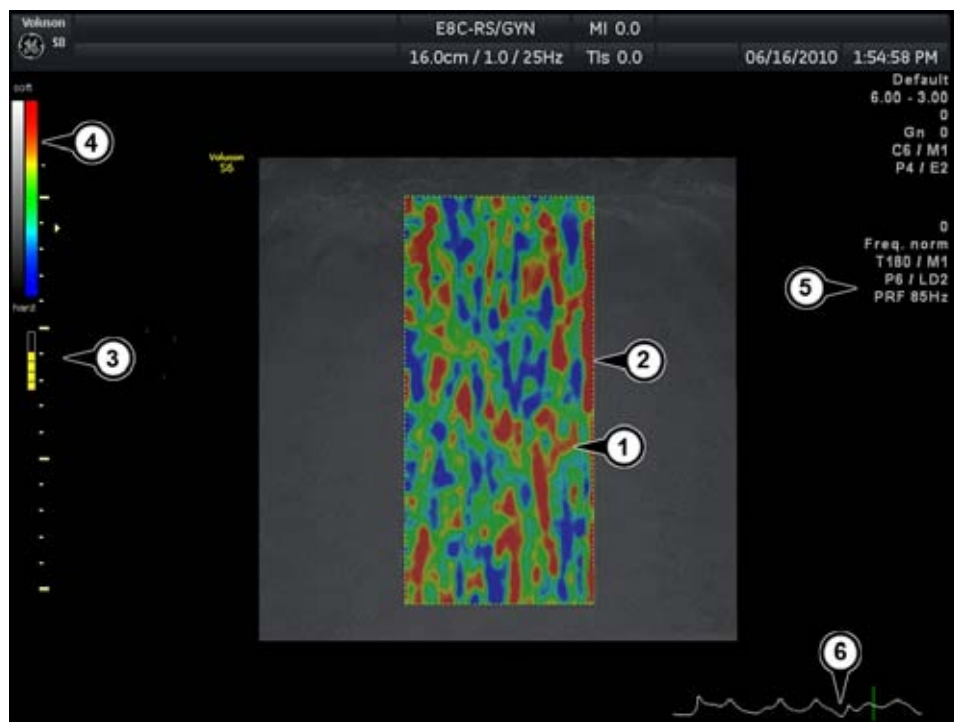 Voluson
S8
E8C-RS/GYN MI 0.0
16.0cm / 1.0 / 25Hz TIs 0.0 06/16/2010 1:54:58 PM
Default
6.00 - 3.00
0
Gn 0
C6 / M1
P4 / E2
0
Freq. norm
T180 / M1
P6 / LD2
PRF 85Hz
soft
hard
Voluson
S6
4
5
3
2
1
6